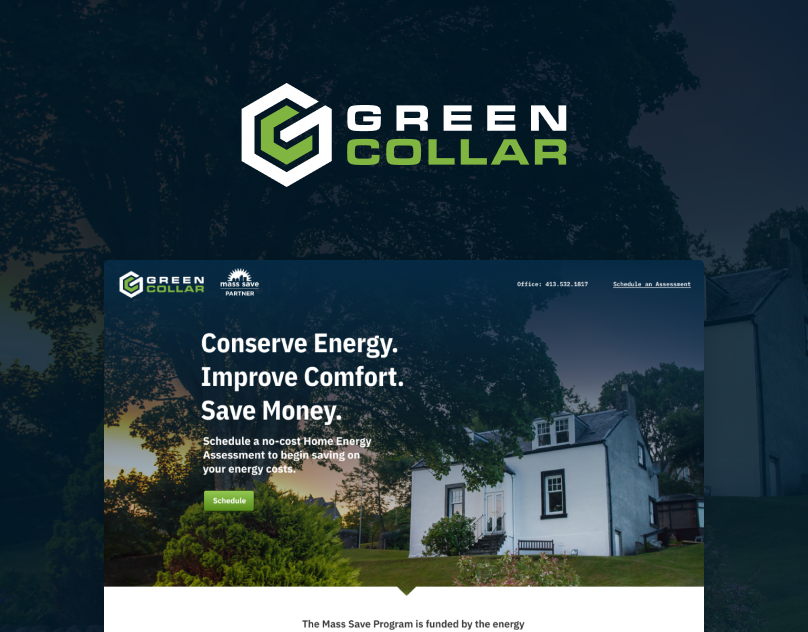 GREEN
COLLAR
GREEN
COLLAR
mass save
PARTNER
Office: 413.532.1817
Schedule an Assessment
Conserve Energy.
Improve Comfort.
Save Money.
Schedule a no-cost Home Energy
Assessment to begin saving on
your energy costs.
Schedule
The Mass Save Program is funded by the energy